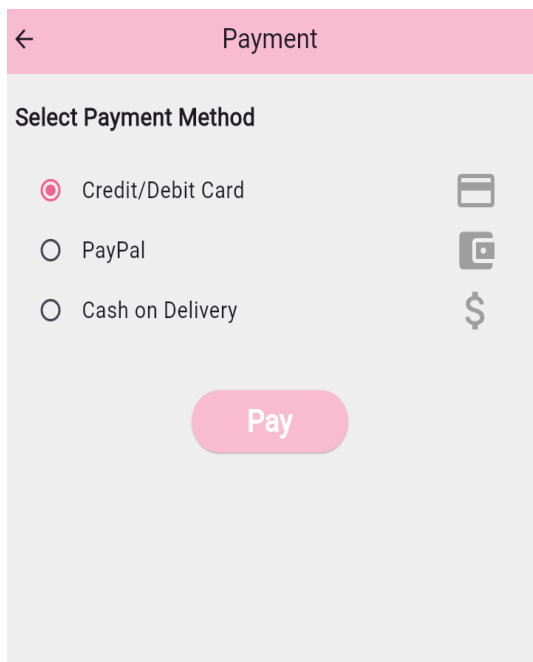 Payment
Select Payment Method
Credit/Debit Card
PayPal
Cash on Delivery
Pay